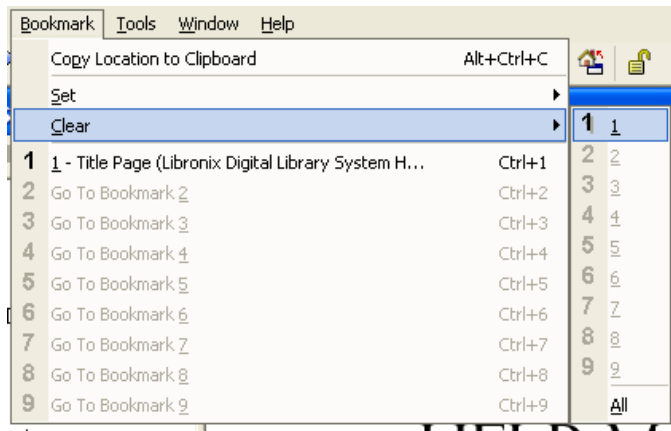 Bookmark Tools Window Help
Copy Location to Clipboard Alt+Ctrl+C
Set
Clear
1 1 - Title Page (Libronix Digital Library System H... Ctrl+1
2 Go To Bookmark 2 Ctrl+2
3 Go To Bookmark 3 Ctrl+3
4 Go To Bookmark 4 Ctrl+4
5 Go To Bookmark 5 Ctrl+5
6 Go To Bookmark 6 Ctrl+6
7 Go To Bookmark 7 Ctrl+7
8 Go To Bookmark 8 Ctrl+8
9 Go To Bookmark 9 Ctrl+9
1 1
2 2
3 3
4 4
5 5
6 6
7 7
8 8
9 9
All